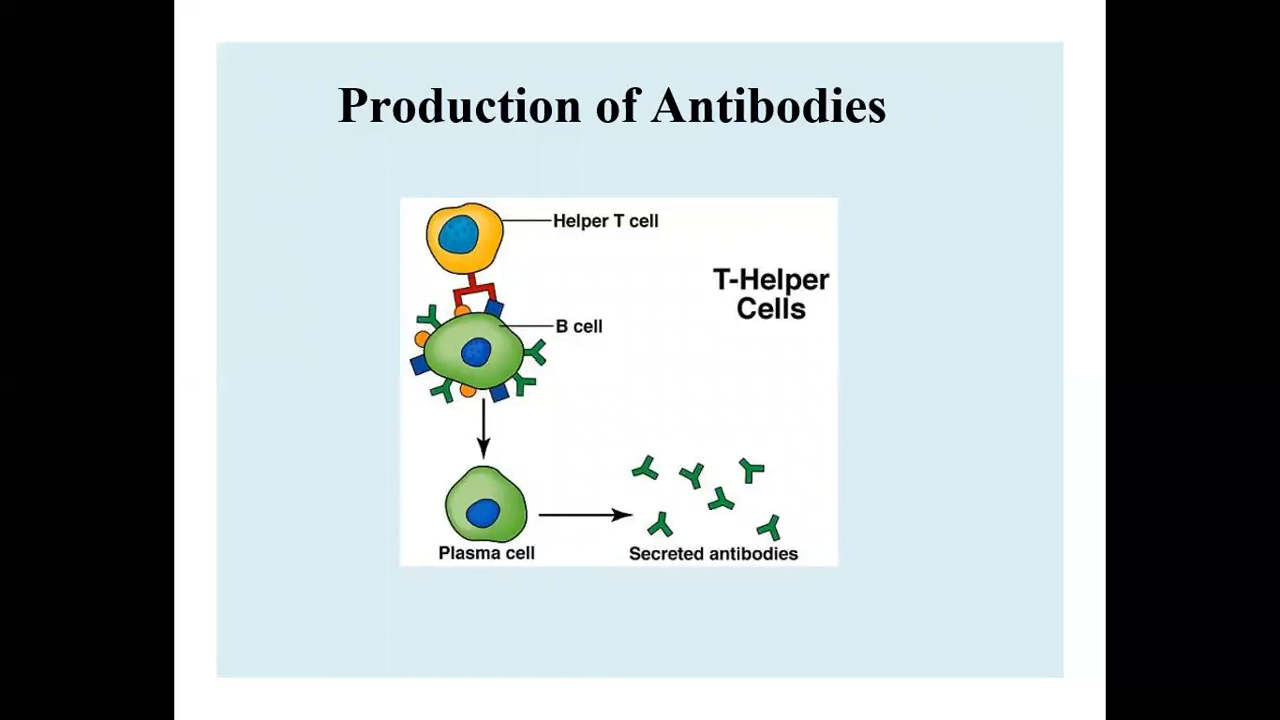 Production of Antibodies
Helper T cell
T-Helper
Cells
B cell
Plasma cell
Secreted antibodies